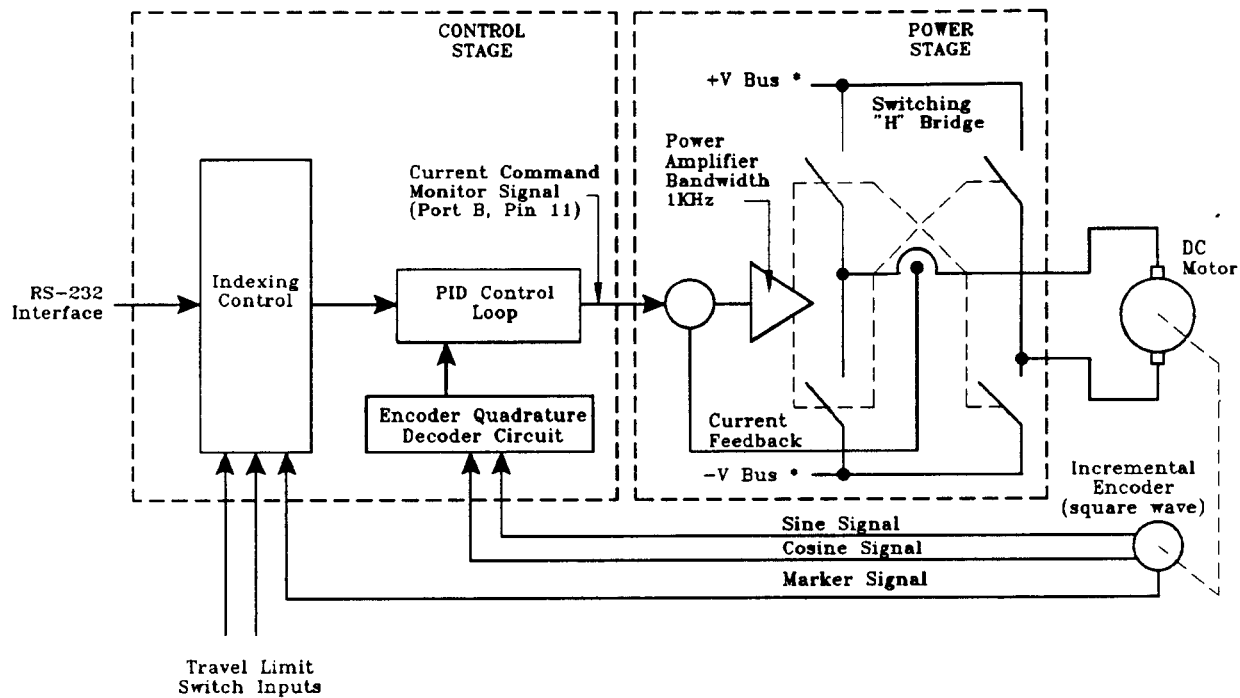 CONTROL
STAGE
POWER
STAGE
+V Bus *
Switching
"H" Bridge
Power
Amplifier
Bandwidth
1KHz
Current Command
Monitor Signal
(Port B, Pin 11)
DC
Motor
RS-232
Interface
Indexing
Control
PID Control
Loop
Encoder Quadrature
Decoder Circuit
Current
Feedback
-V Bus *
Incremental
Encoder
(square wave)
Sine Signal
Cosine Signal
Marker Signal
Travel Limit
Switch Inputs